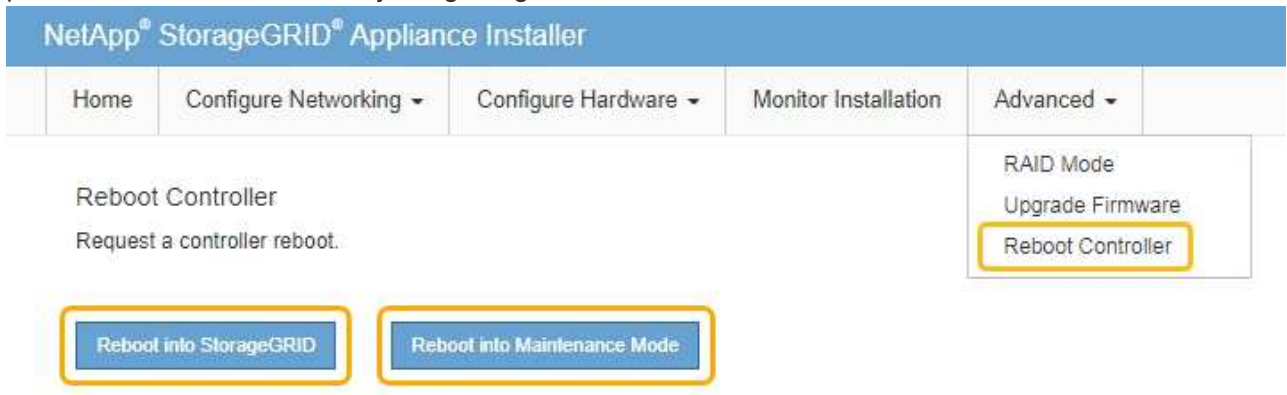 NetApp® StorageGRID® Appliance Installer
Home Configure Networking Configure Hardware Monitor Installation Advanced
RAID Mode
Upgrade Firmware
Reboot Controller
Reboot Controller
Request a controller reboot.
Reboot into StorageGRID Reboot into Maintenance Mode